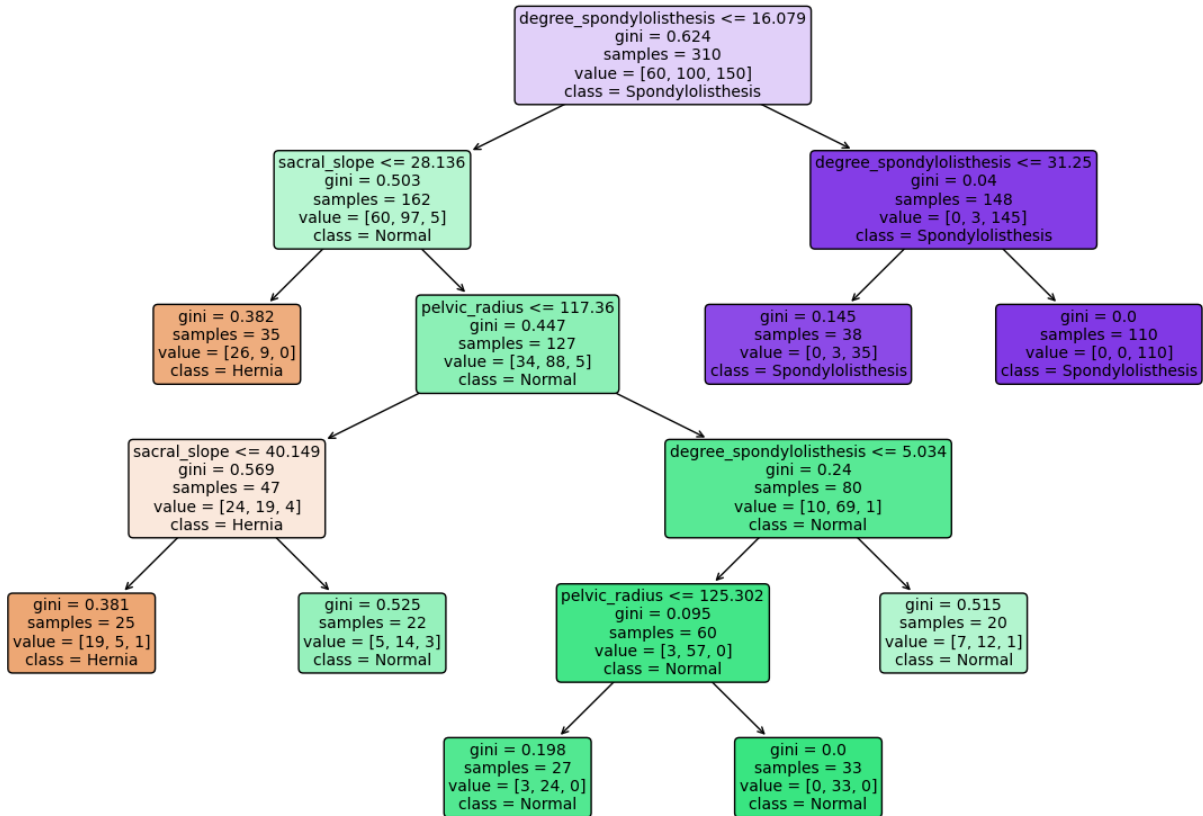 degree_spondylolisthesis <= 16.079
gini = 0.624
samples = 310
value = [60, 100, 150]
class = Spondylolisthesis
sacral_slope <= 28.136
gini = 0.503
samples = 162
value = [60, 97, 5]
class = Normal
degree_spondylolisthesis <= 31.25
gini = 0.04
samples = 148
value = [0, 3, 145]
class = Spondylolisthesis
gini = 0.382
samples = 35
value = [26, 9, 0]
class = Hernia
pelvic_radius <= 117.36
gini = 0.447
samples = 127
value = [34, 88, 5]
class = Normal
gini = 0.145
samples = 38
value = [0, 3, 35]
class = Spondylolisthesis
gini = 0.0
samples = 110
value = [0, 0, 110]
class = Spondylolisthesis
sacral_slope <= 40.149
gini = 0.569
samples = 47
value = [24, 19, 4]
class = Hernia
degree_spondylolisthesis <= 5.034
gini = 0.24
samples = 80
value = [10, 69, 1]
class = Normal
gini = 0.381
samples = 25
value = [19, 5, 1]
class = Hernia
gini = 0.525
samples = 22
value = [5, 14, 3]
class = Normal
pelvic_radius <= 125.302
gini = 0.095
samples = 60
value = [3, 57, 0]
class = Normal
gini = 0.515
samples = 20
value = [7, 12, 1]
class = Normal
gini = 0.198
samples = 27
value = [3, 24, 0]
class = Normal
gini = 0.0
samples = 33
value = [0, 33, 0]
class = Normal